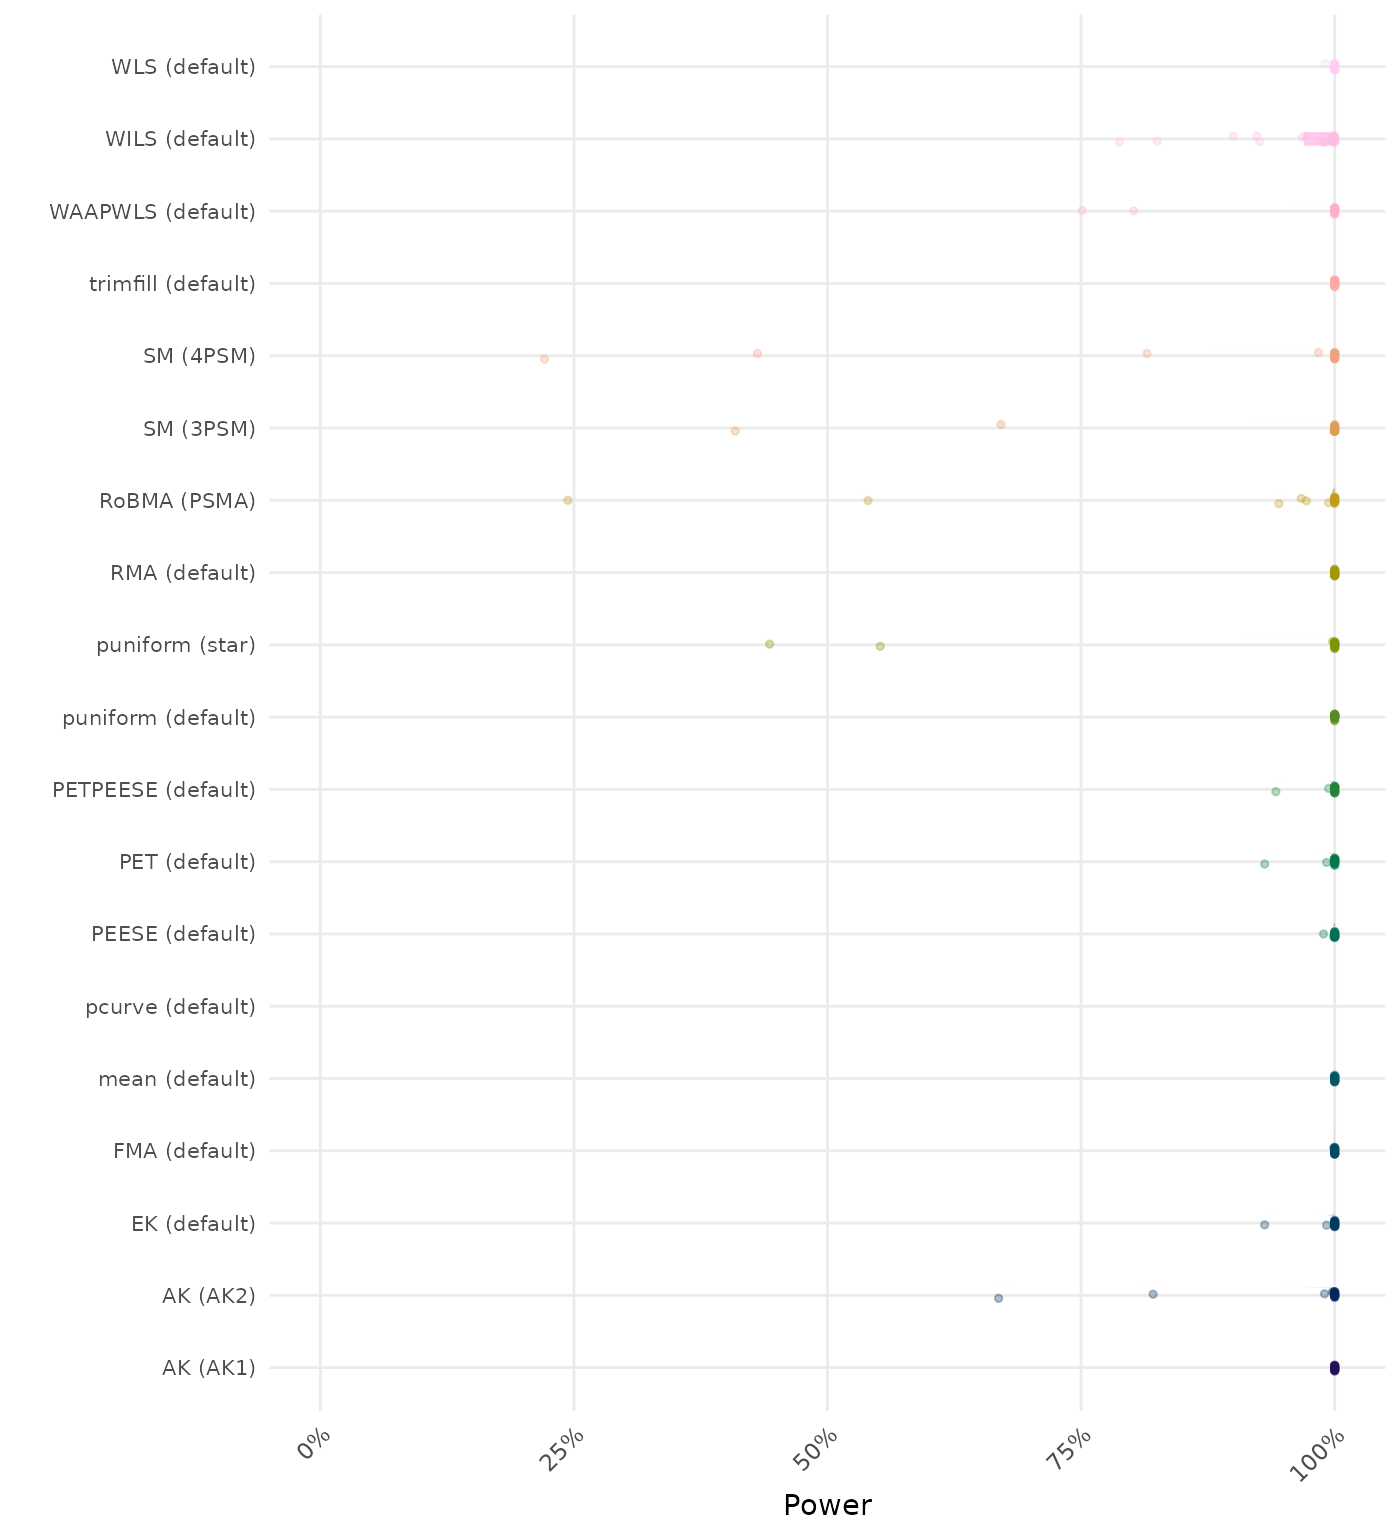 WLS (default)
WILS (default)
WAAPWLS (default)
trimfill (default)
SM (4PSM)
SM (3PSM)
RoBMA (PSMA)
RMA (default)
puniform (star)
puniform (default)
PETPEESE (default)
PET (default)
PEESE (default)
pcurve (default)
mean (default)
FMA (default)
EK (default)
AK (AK2)
AK (AK1)
0%
25%
50%
75%
100%
Power